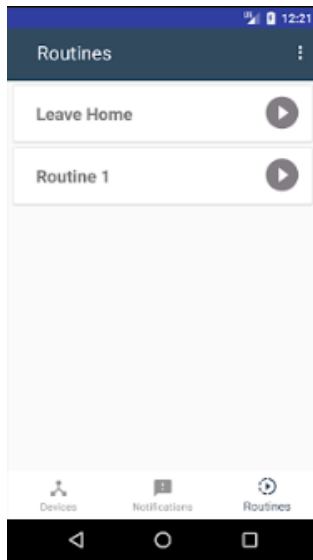 12:21
Routines
Leave Home
Routine 1
Devices
Notifications
Routines